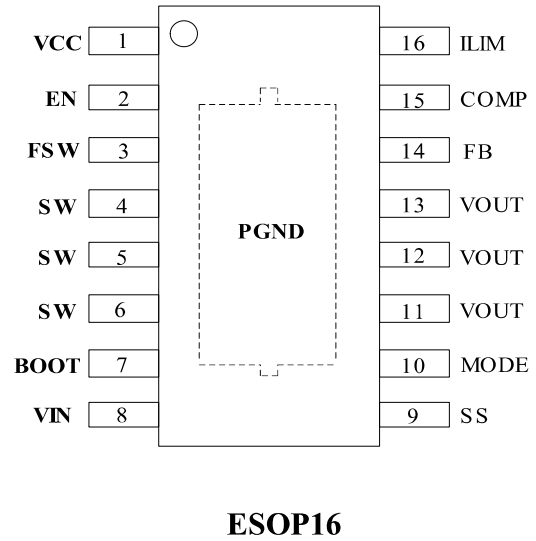 VCC 1 16 ILIM
EN 2 15 COMP
FSW 3 14 FB
SW 4 13 VOUT
PGND
SW 5 12 VOUT
SW 6 11 VOUT
BOOT 7 10 MODE
VIN 8 9 SS
ESOP16